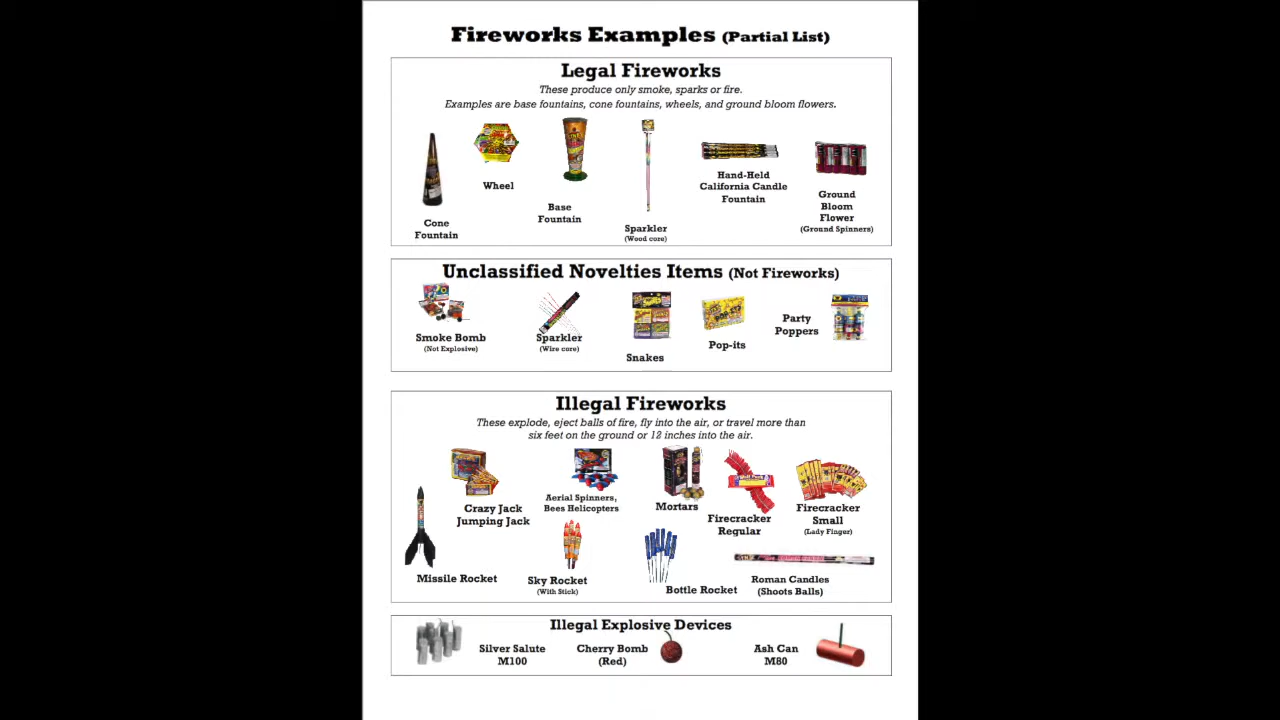 Fireworks Examples (Partial List)
Legal Fireworks
These produce only smoke, sparks or fire.
Examples are base fountains, cone fountains, wheels, and ground bloom flowers.
Cone
Fountain
Wheel
Base
Fountain
Sparkler
(Wood core)
Hand-Held
California Candle
Fountain
Ground
Bloom
Flower
(Ground Spinners)
Unclassified Novelties Items (Not Fireworks)
Smoke Bomb
(Not Explosive)
Sparkler
(Wire core)
Snakes
Pop-its
Party
Poppers
Illegal Fireworks
These explode, eject balls of fire, fly into the air, or travel more than
six feet on the ground or 12 inches into the air.
Crazy Jack
Jumping Jack
Aerial Spinners,
Bees Helicopters
Mortars
Firecracker
Regular
Firecracker
Small
(Lady Finger)
Missile Rocket
Sky Rocket
(With Stick)
Bottle Rocket
Roman Candles
(Shoots Balls)
Illegal Explosive Devices
Silver Salute
M100
Cherry Bomb
(Red)
Ash Can
M80